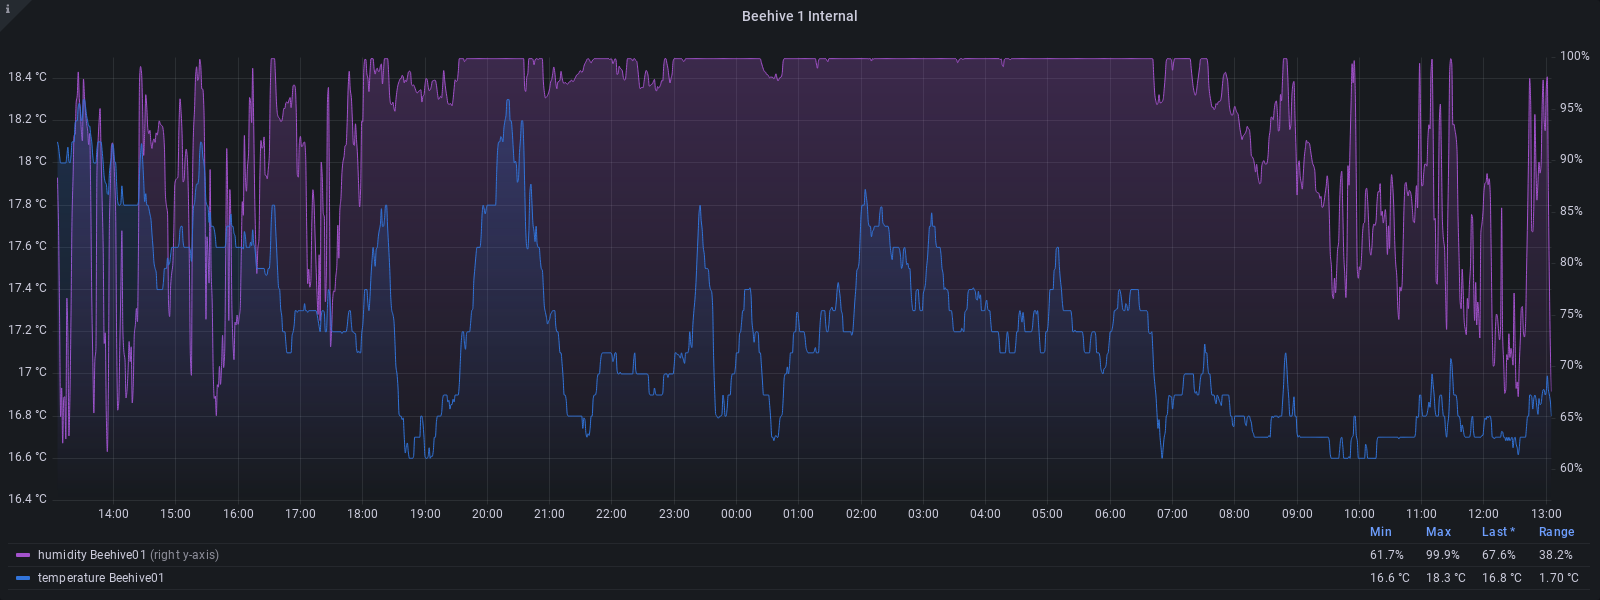 i
Beehive 1 Internal
18.4 °C
18.2 °C
18 °C
17.8 °C
17.6 °C
17.4 °C
17.2 °C
17 °C
16.8 °C
16.6 °C
16.4 °C
100%
95%
90%
85%
80%
75%
70%
65%
60%
14:00 15:00 16:00 17:00 18:00 19:00 20:00 21:00 22:00 23:00 00:00 01:00 02:00 03:00 04:00 05:00 06:00 07:00 08:00 09:00 10:00 11:00 12:00 13:00
Min Max Last * Range
humidity Beehive01 (right y-axis) 61.7% 99.9% 67.6% 38.2%
temperature Beehive01 16.6 °C 18.3 °C 16.8 °C 1.70 °C